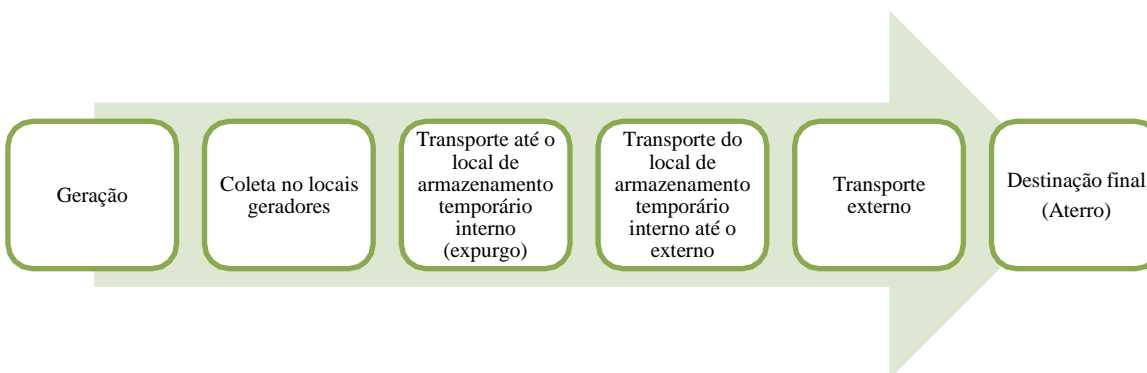 Geração
Coleta no locais
geradores
Transporte até o
local de
armazenamento
temporário
interno
(expurgo)
Transporte do
local de
armazenamento
temporário
interno até o
externo
Transporte
externo
Destinação final
(Aterro)